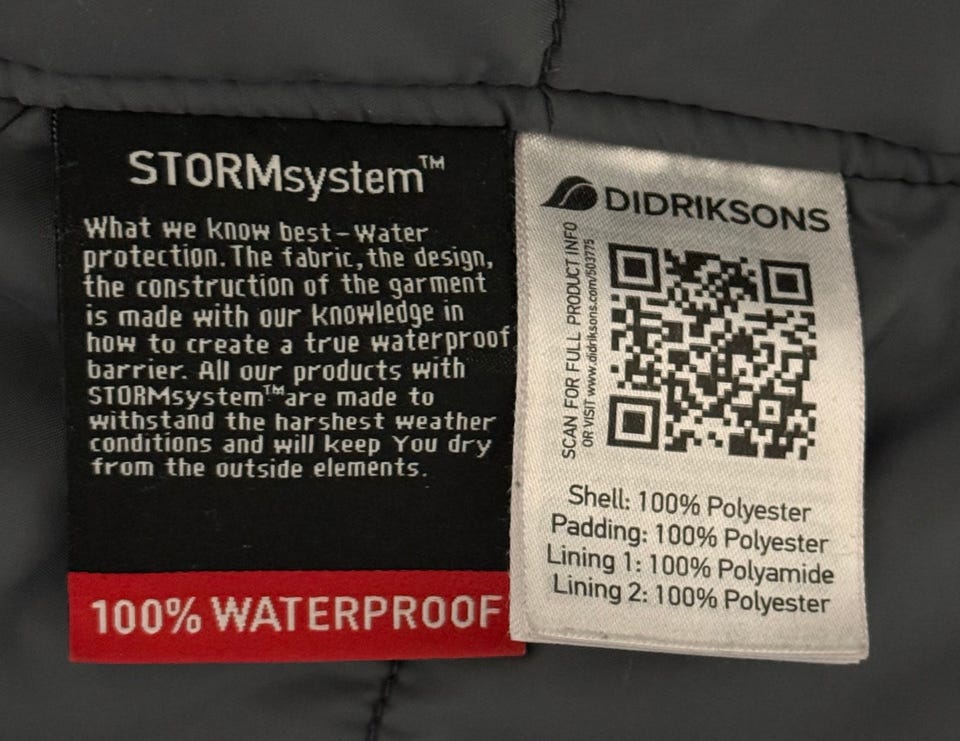 STORMsystem™
What we know best-Water
protection. The fabric, the design,
the construction of the garment
is made with our knowledge in
how to create a true waterproof
barrier. All our products with
STORMsystem™ are made to
withstand the harshest weather
conditions and will keep You dry
from the outside elements.
100% WATERPROOF
DIDRIKSONS
SCAN FOR FULL PRODUCT INFO
OR VISIT www.didriksons.com/503775
Shell: 100% Polyester
Padding: 100% Polyester
Lining 1: 100% Polyamide
Lining 2: 100% Polyester